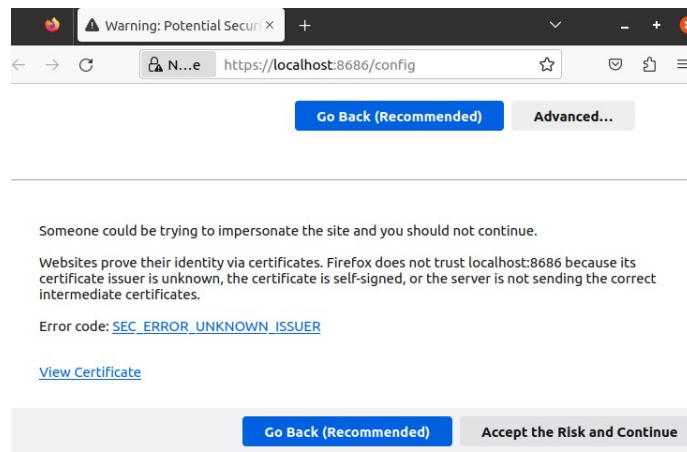 Warning: Potential Securi
N...e https://localhost:8686/config
Go Back (Recommended) Advanced...
Someone could be trying to impersonate the site and you should not continue.
Websites prove their identity via certificates. Firefox does not trust localhost:8686 because its
certificate issuer is unknown, the certificate is self-signed, or the server is not sending the correct
intermediate certificates.
Error code: SEC_ERROR_UNKNOWN_ISSUER
View Certificate
Go Back (Recommended) Accept the Risk and Continue